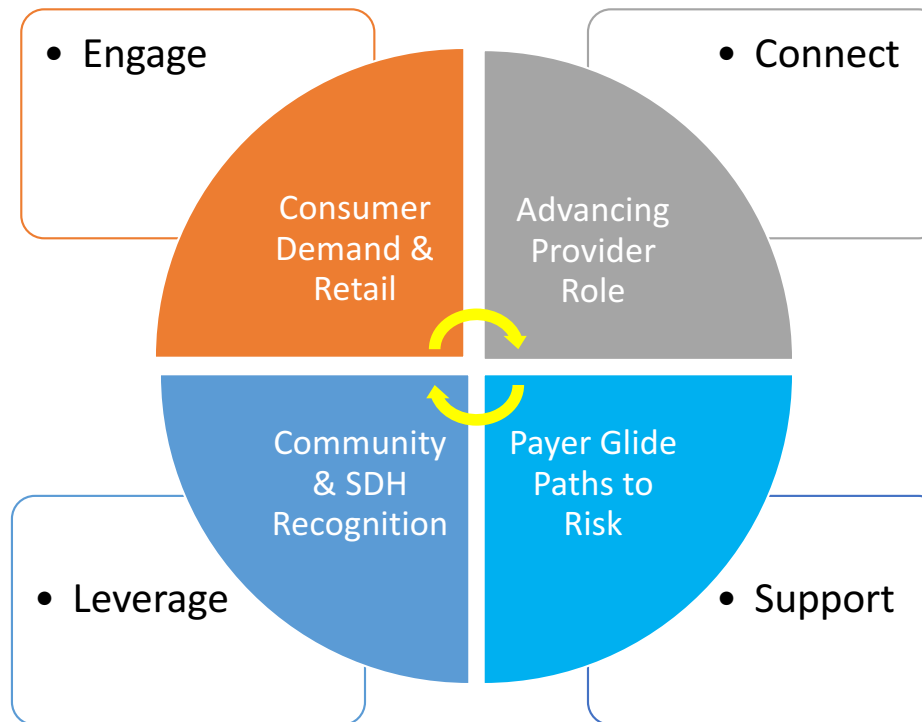 • Engage
• Connect
Consumer
Demand &
Retail
Advancing
Provider
Role
Community
& SDH
Recognition
Payer Glide
Paths to
Risk
• Leverage
• Support